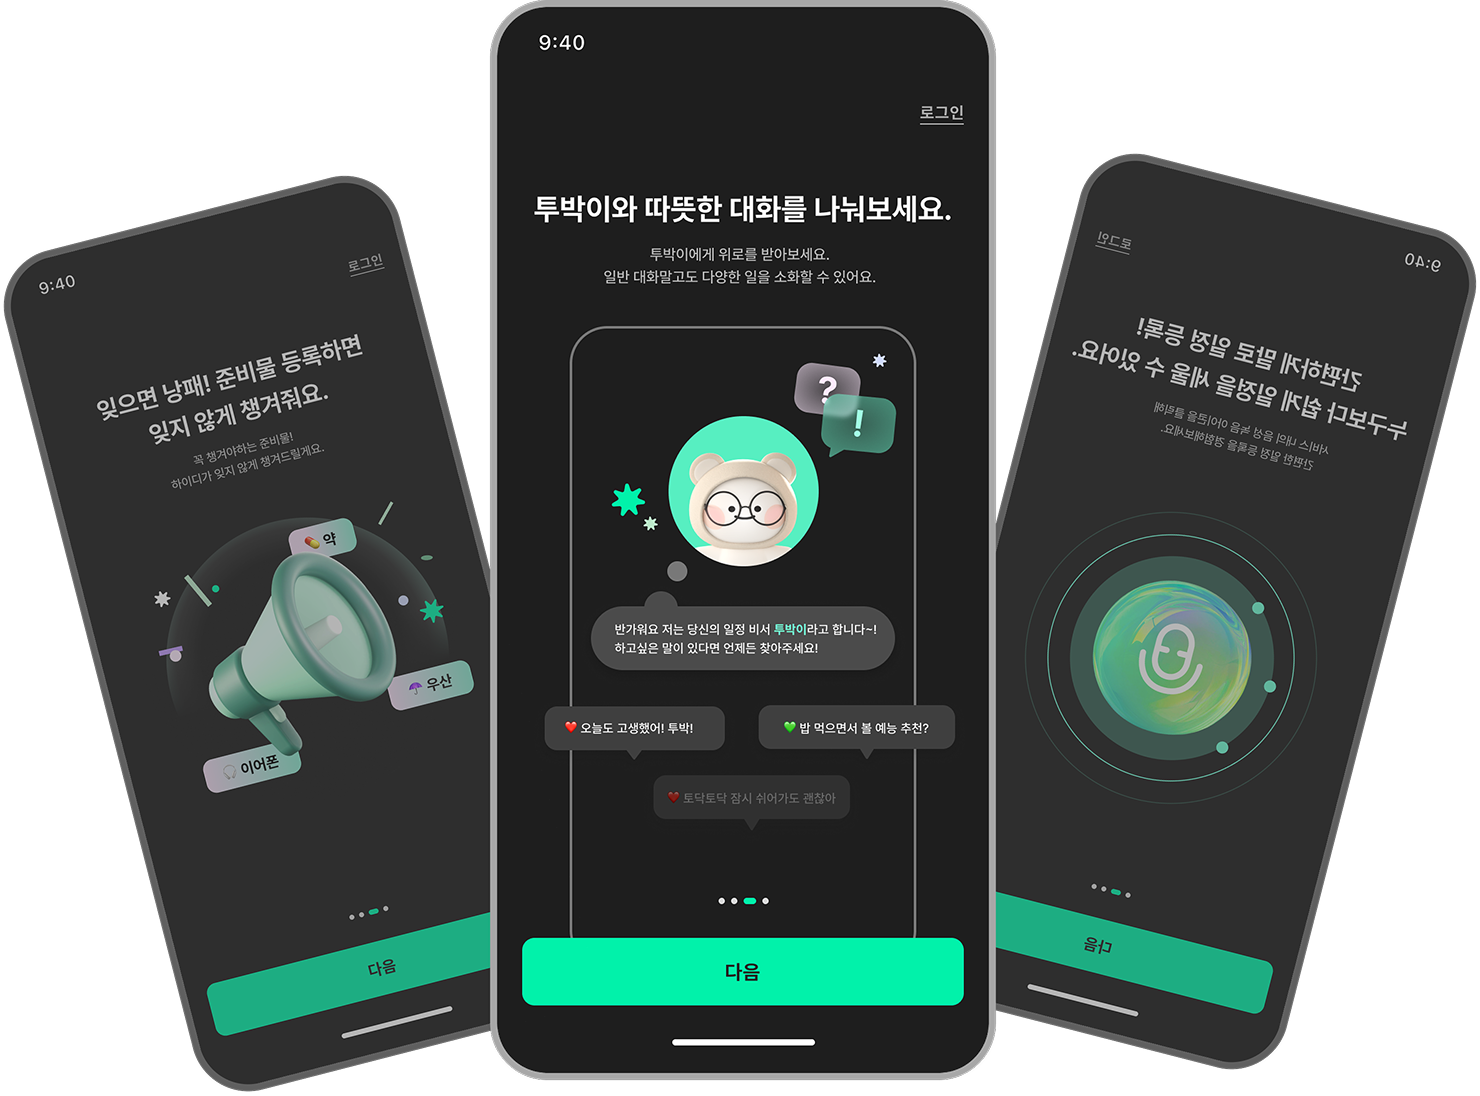 9:40
로그인
잊으면 낭패! 준비물 등록하면
잊지 않게 챙겨줘요.
꼭 챙겨야하는 준비물!
하이디가 잊지 않게 챙겨드릴게요.
약
우산
이어폰
다음
9:40
로그인
투박이와 따뜻한 대화를 나눠보세요.
투박이에게 위로를 받아보세요.
일반 대화말고도 다양한 일을 소화할 수 있어요.
?
!
반가워요 저는 당신의 일정 비서 투박이라고 합니다~!
하고싶은 말이 있다면 언제든 찾아주세요!
❤️ 오늘도 고생했어! 투박!
💚 밥 먹으면서 볼 예능 추천?
❤️ 토닥토닥 잠시 쉬어가도 괜찮아
다음
9:40
로그인
간편하게 말로 일정 등록!
누구보다 쉽게 일정을 세울 수 있어요.
서비스 내의 음성 녹음 아이콘을 클릭해
간편한 일정 등록을 경험해보세요.
다음